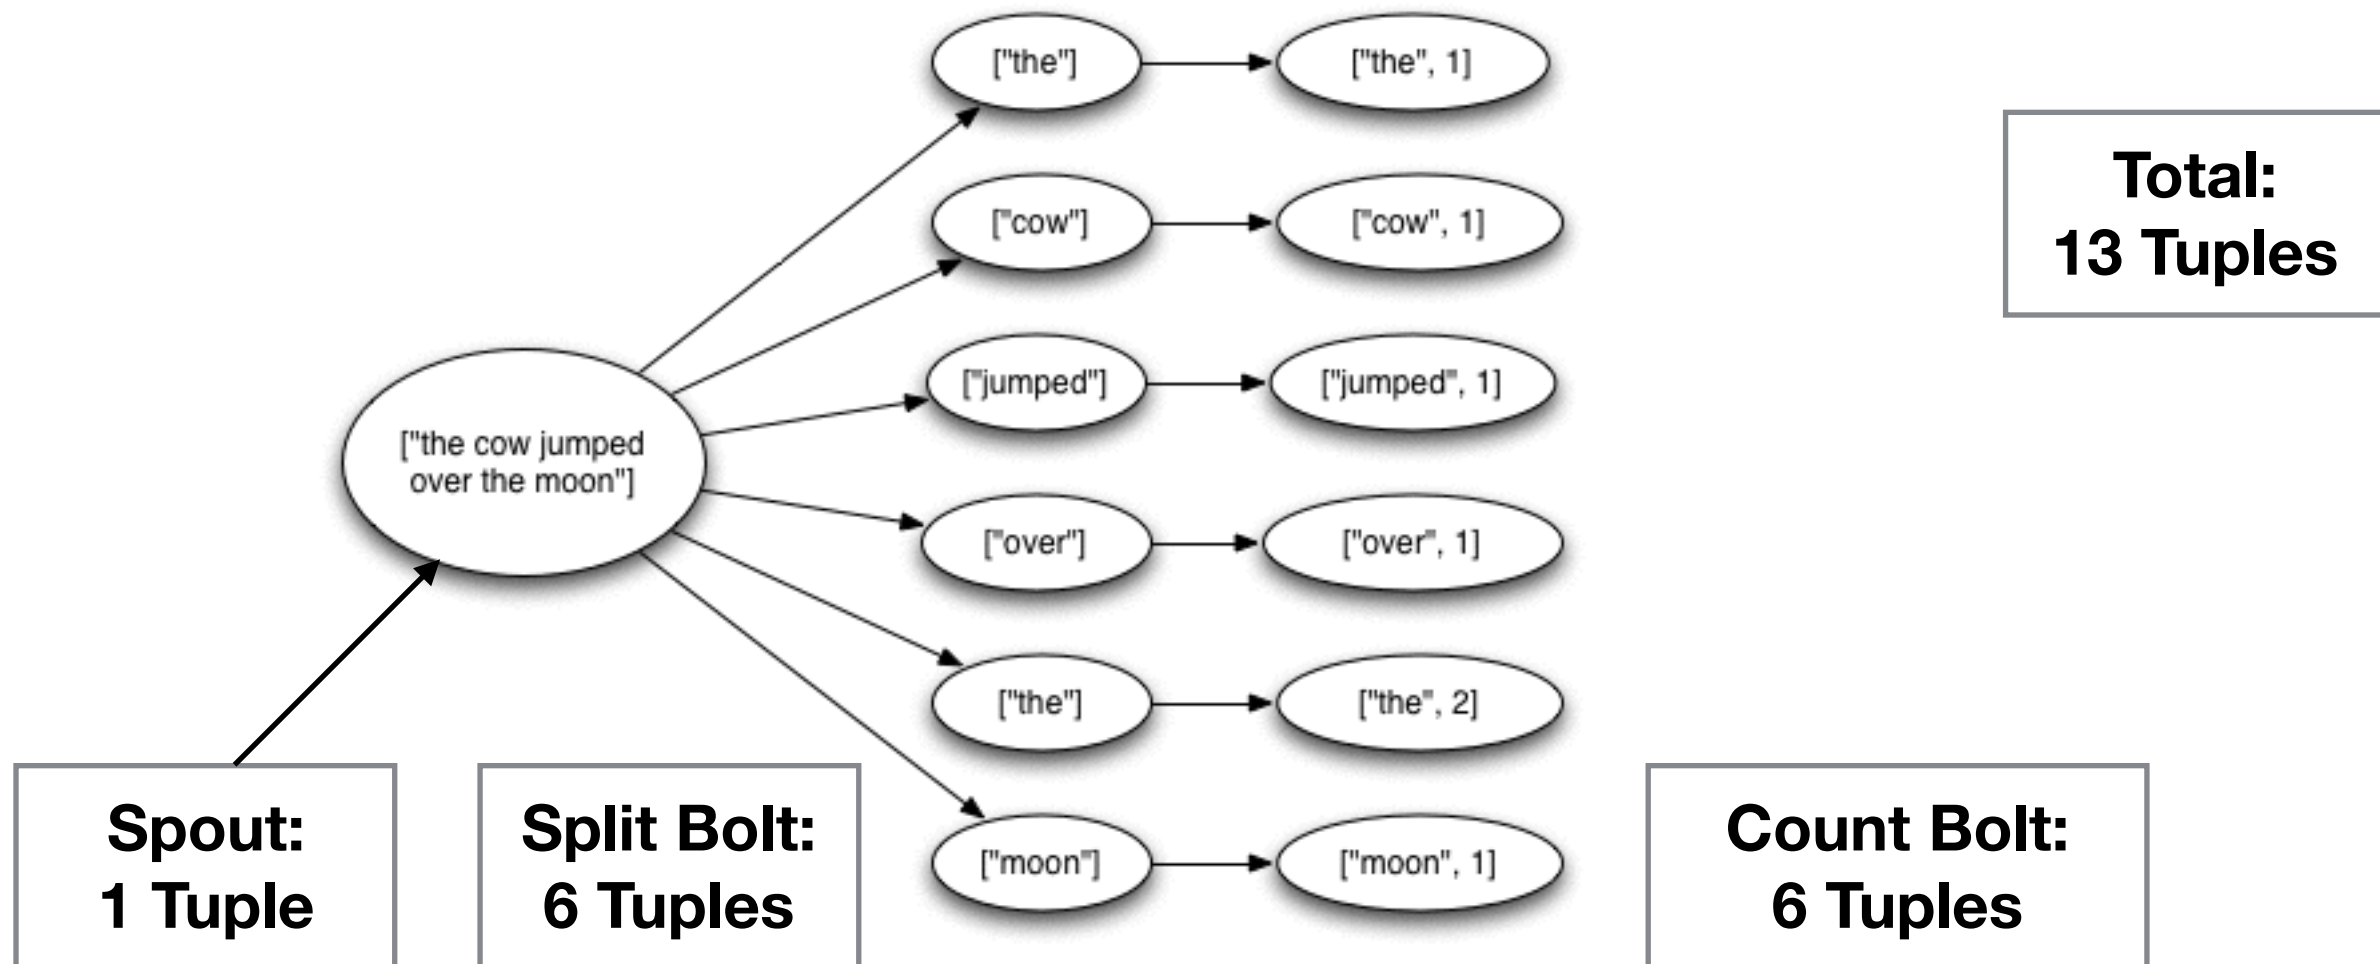 ["the"]
["the", 1]
["cow"]
["cow", 1]
Total:
13 Tuples
["jumped"]
["jumped", 1]
["the cow jumped
over the moon"]
["over"]
["over", 1]
["the"]
["the", 2]
["moon"]
["moon", 1]
Spout:
1 Tuple
Split Bolt:
6 Tuples
Count Bolt:
6 Tuples